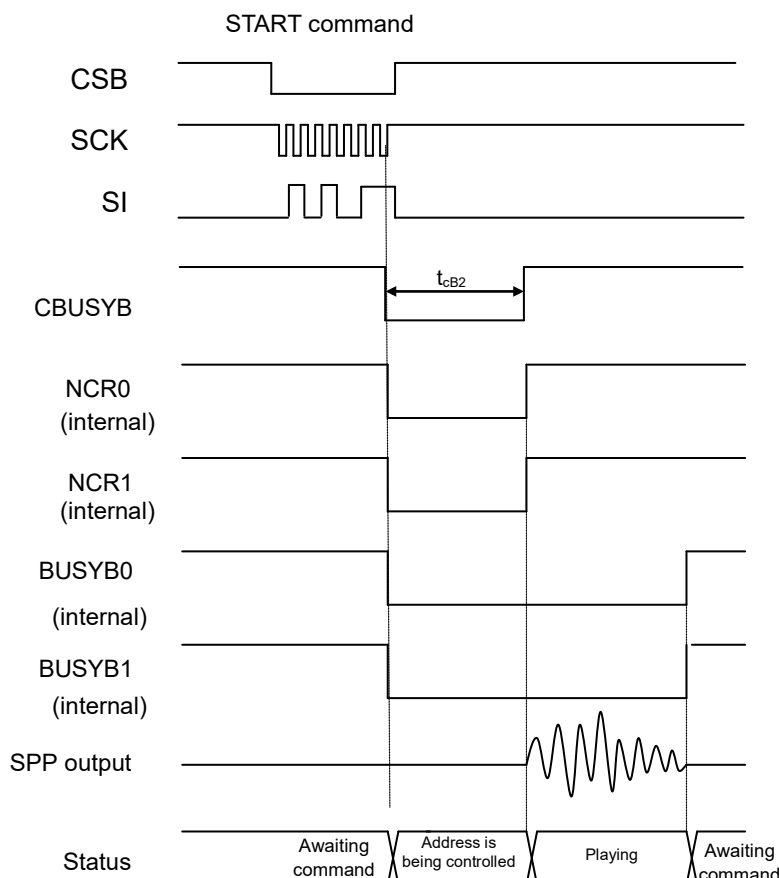 START command
CSB
SCK
SI
tcB2
CBUSYB
NCR0
(internal)
NCR1
(internal)
BUSYB0
(internal)
BUSYB1
(internal)
SPP output
Status
Awaiting
command
Address is
being controlled
Playing
Awaiting
command